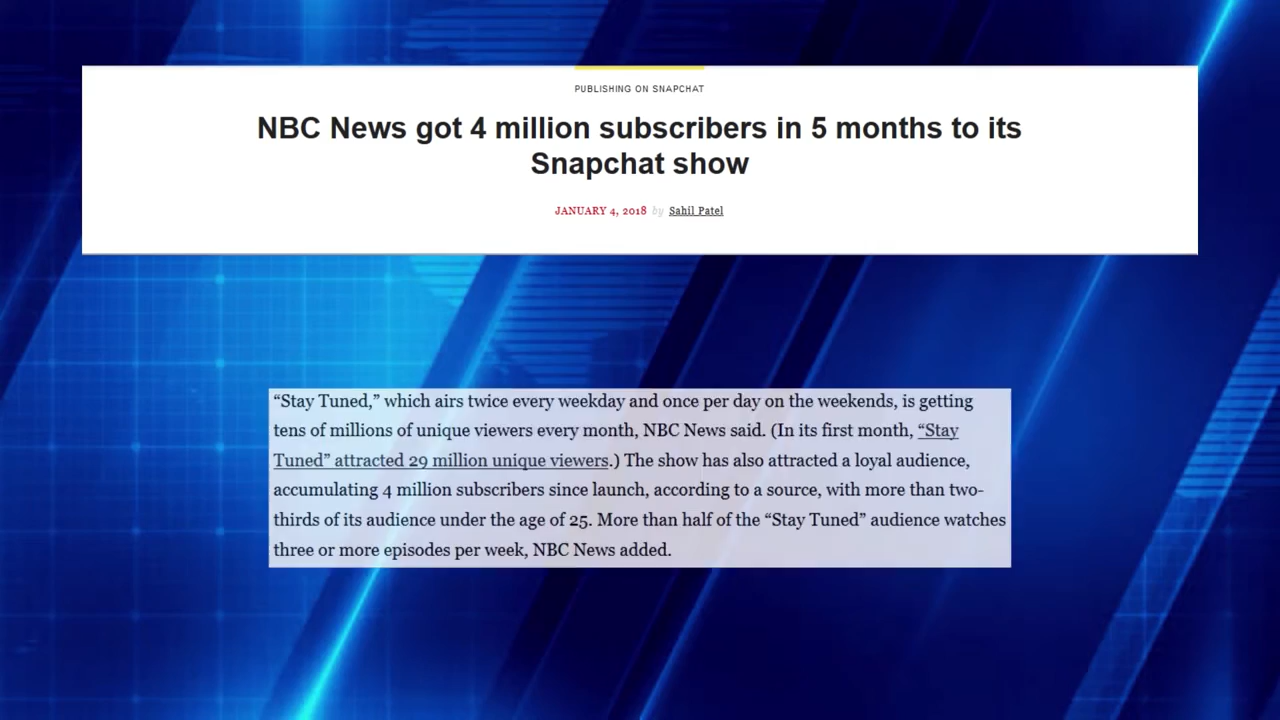 PUBLISHING ON SNAPCHAT
NBC News got 4 million subscribers in 5 months to its
Snapchat show
JANUARY 4, 2018 by Sahil Patel
“Stay Tuned,” which airs twice every weekday and once per day on the weekends, is getting
tens of millions of unique viewers every month, NBC News said. (In its first month, “Stay
Tuned” attracted 29 million unique viewers.) The show has also attracted a loyal audience,
accumulating 4 million subscribers since launch, according to a source, with more than two-
thirds of its audience under the age of 25. More than half of the “Stay Tuned” audience watches
three or more episodes per week, NBC News added.